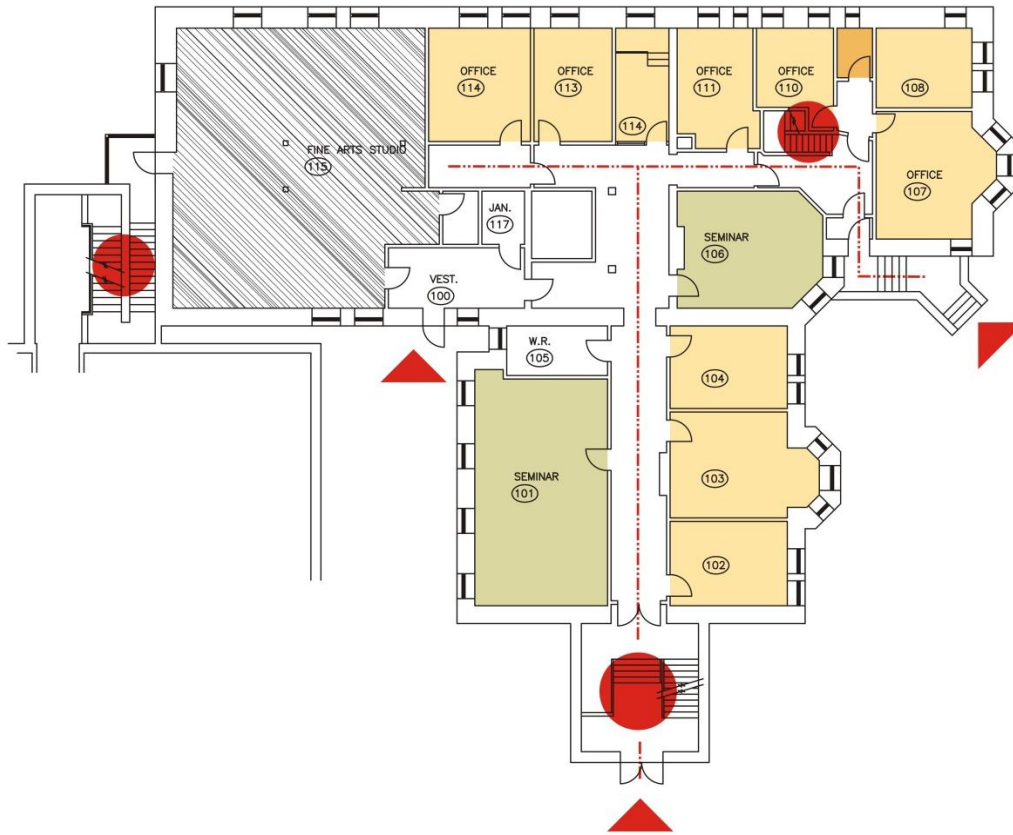 OFFICE
114
OFFICE
113
114
OFFICE
111
OFFICE
110
108
FINE ARTS STUDIO
115
OFFICE
107
JAN.
117
SEMINAR
106
VEST.
100
W.R.
105
104
SEMINAR
101
103
102